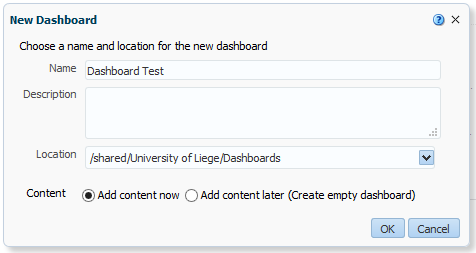 New Dashboard
Choose a name and location for the new dashboard
Name Dashboard Test
Description
Location /shared/University of Liege/Dashboards
Content Add content now Add content later (Create empty dashboard)
OK Cancel